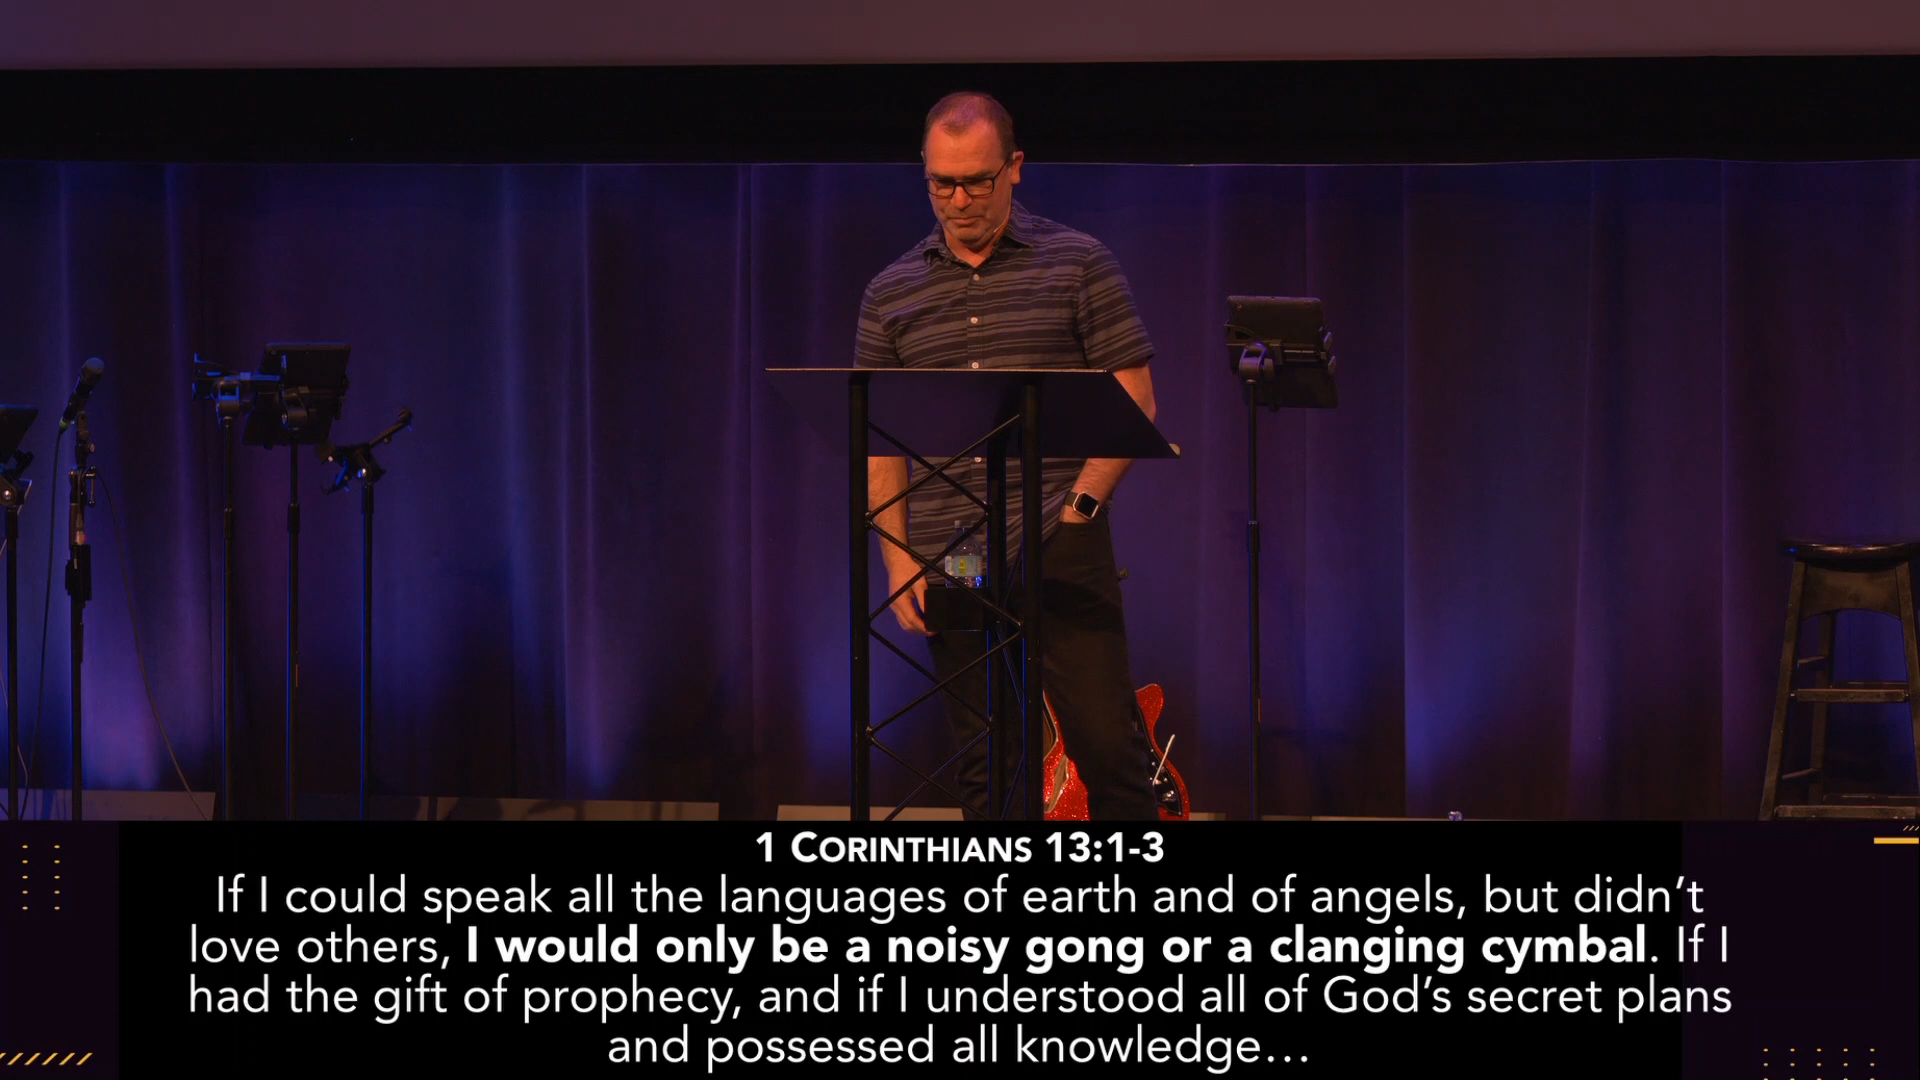 1 CORINTHIANS 13:1-3
If I could speak all the languages of earth and of angels, but didn’t
love others, I would only be a noisy gong or a clanging cymbal. If I
had the gift of prophecy, and if I understood all of God’s secret plans
and possessed all knowledge…